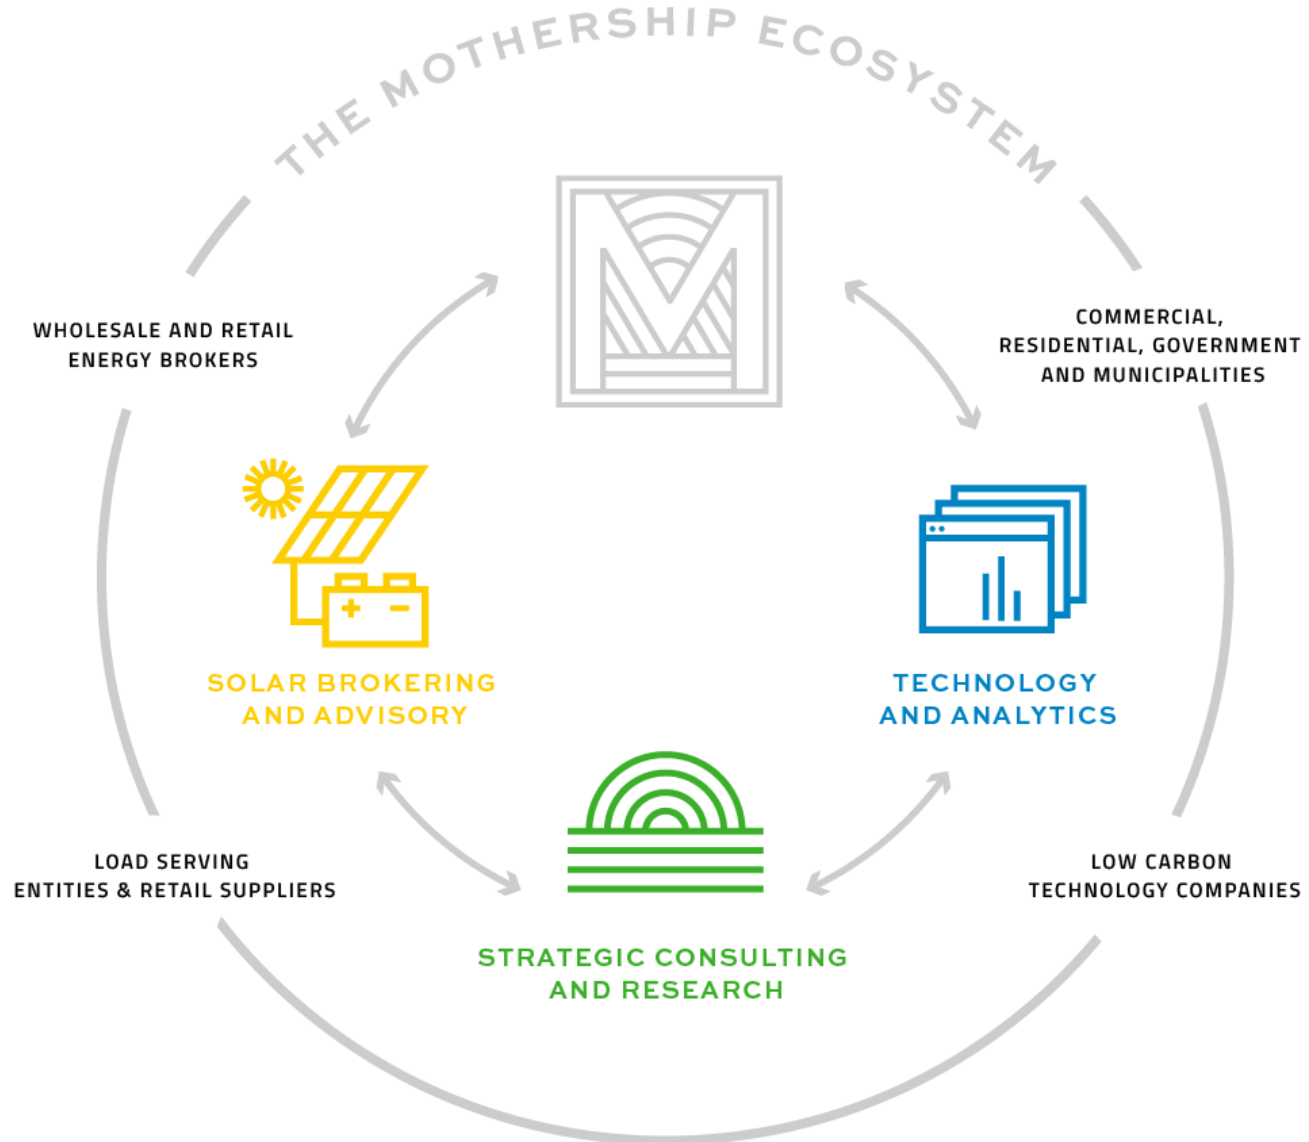 THE MOTHERSHIP ECOSYSTEM
M
WHOLESALE AND RETAIL
ENERGY BROKERS
COMMERCIAL,
RESIDENTIAL, GOVERNMENT
AND MUNICIPALITIES
SOLAR BROKERING
AND ADVISORY
TECHNOLOGY
AND ANALYTICS
LOAD SERVING
ENTITIES & RETAIL SUPPLIERS
LOW CARBON
TECHNOLOGY COMPANIES
STRATEGIC CONSULTING
AND RESEARCH